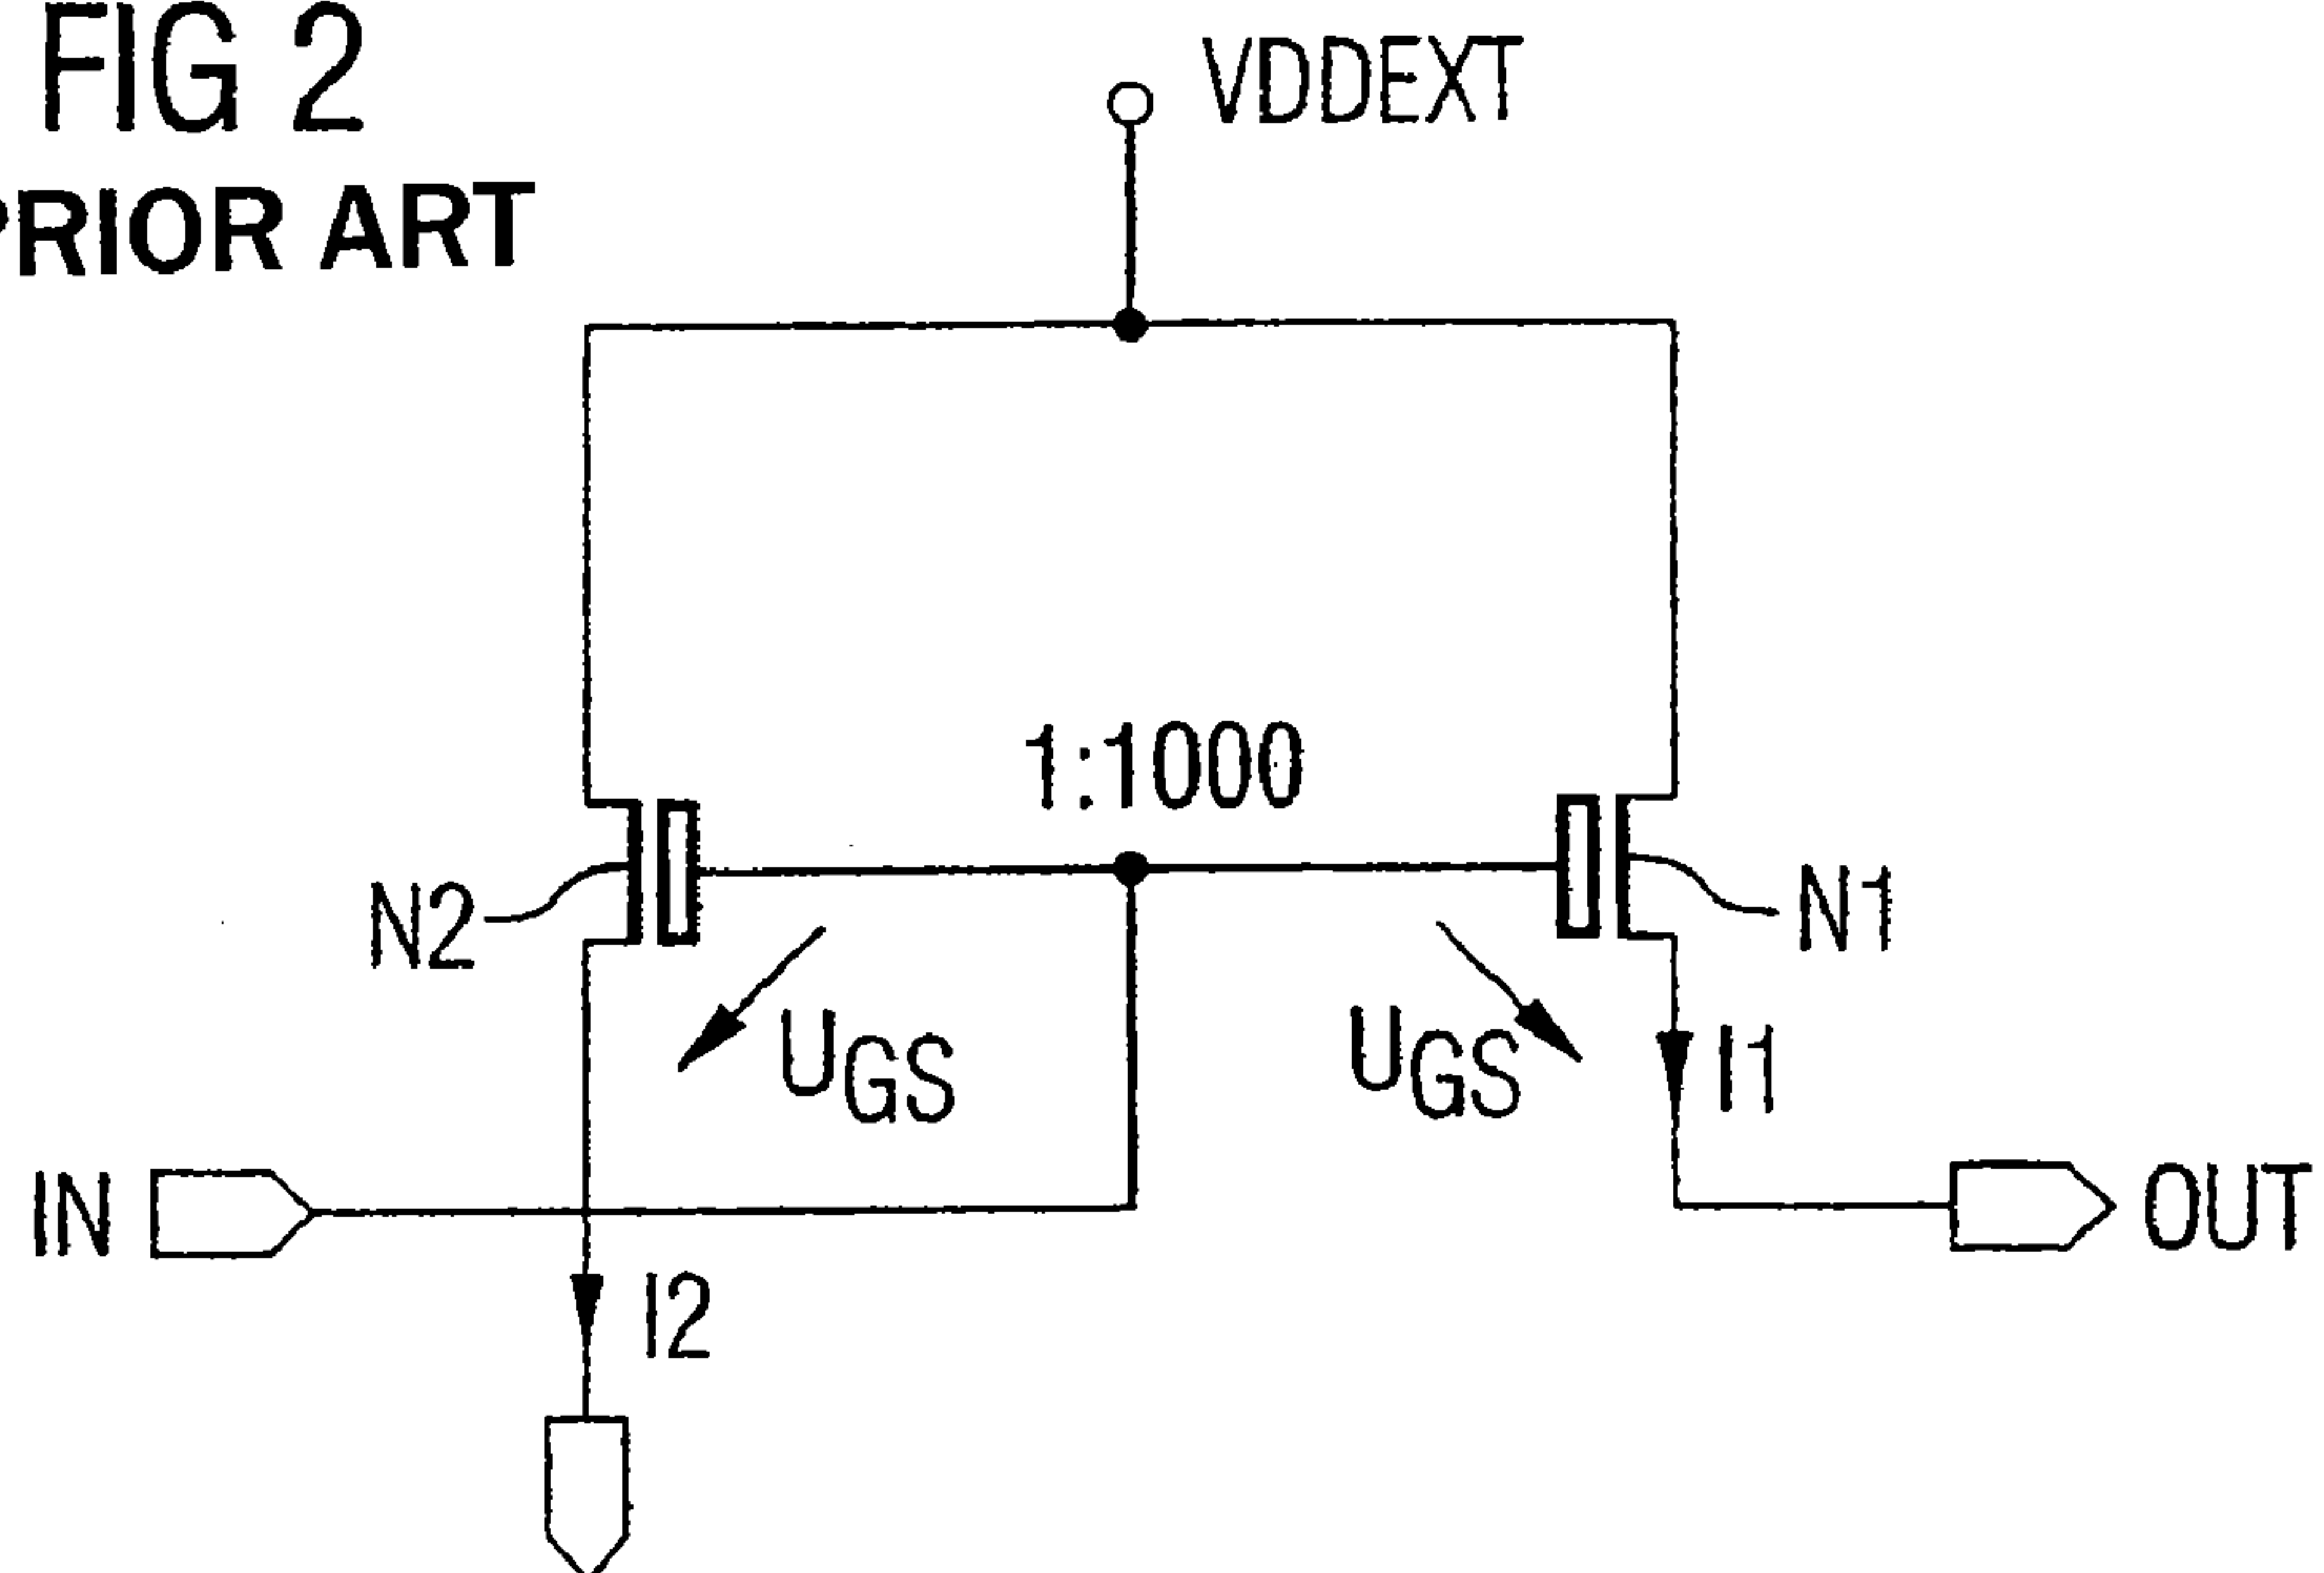 FIG 2
PRIOR ART
VDDEXT
1:1000
N2
N1
UGS
UGS
I1
IN
OUT
I2